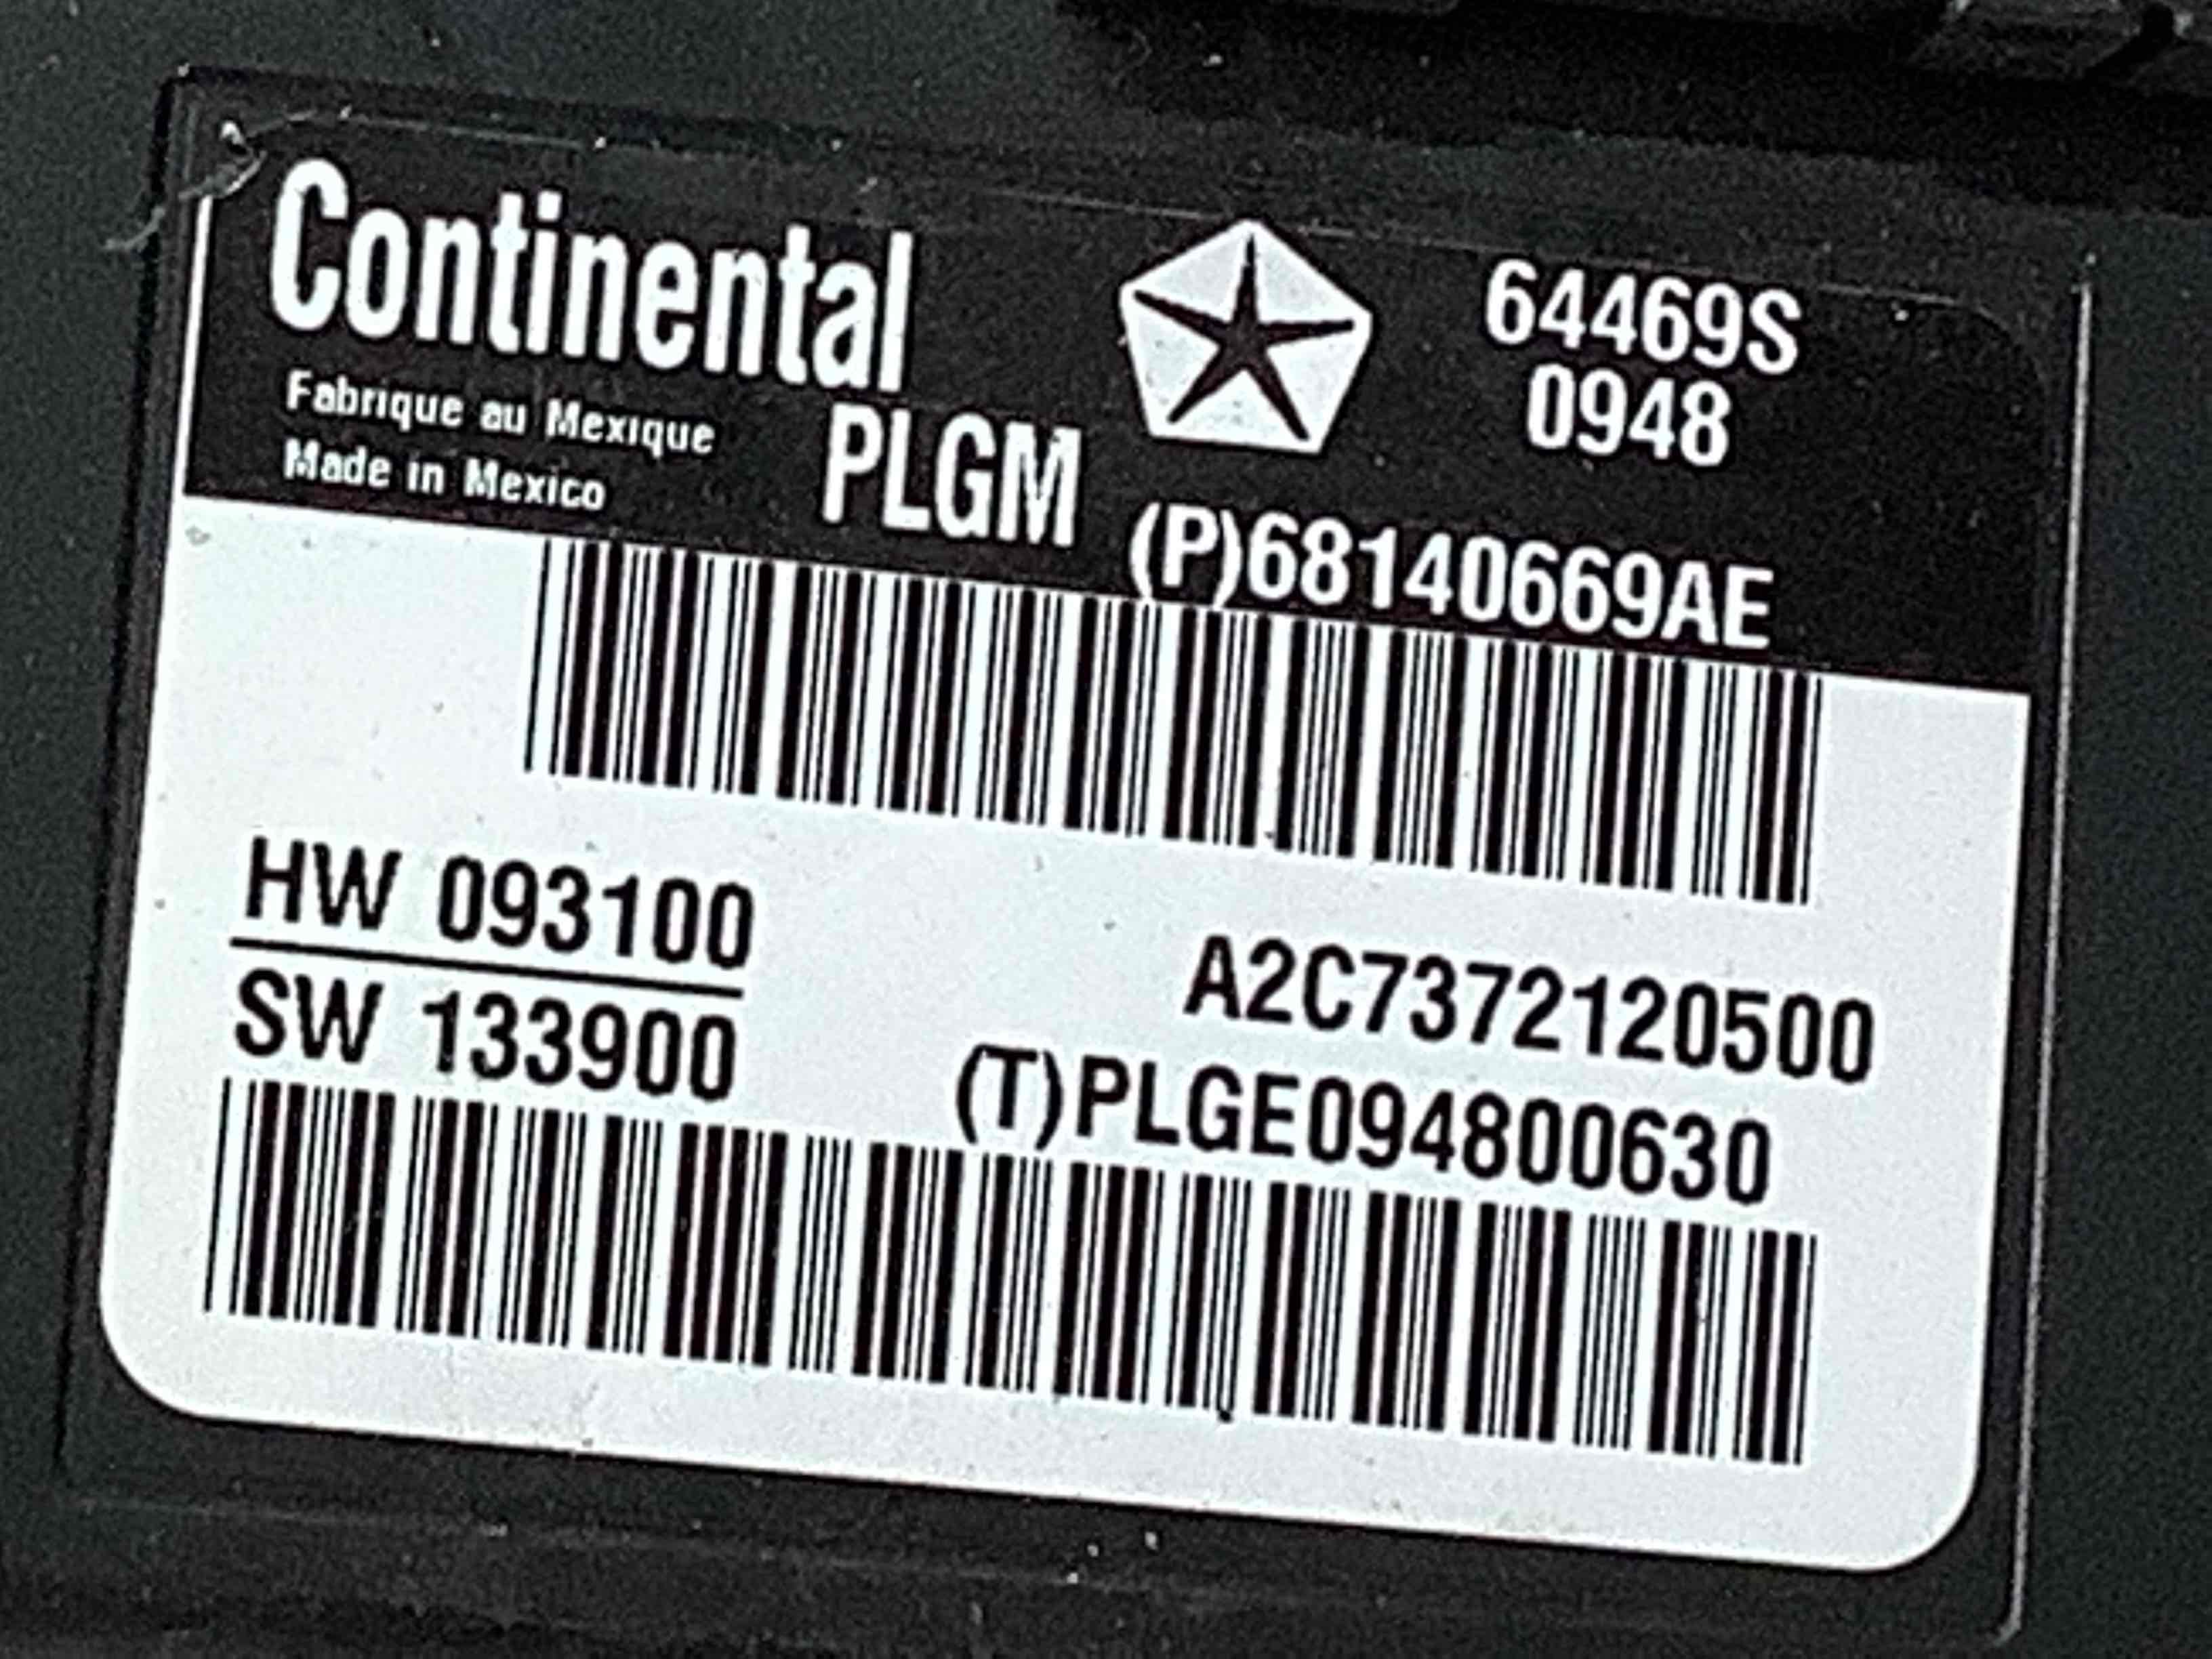 Continental
64469S
0948
Fabrique au Mexique
Made in Mexico
PLGM
(P)68140669AE
HW 093100
SW 133900
A2C7372120500
(T)PLGE094800630